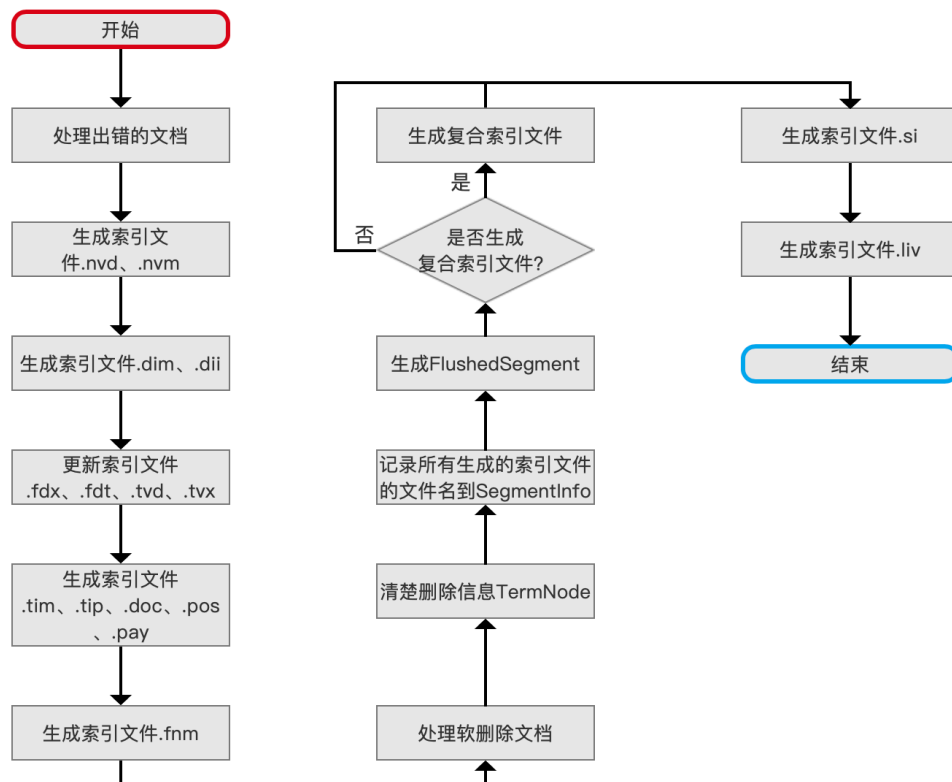 开始
处理出错的文档
生成索引文
件.nvd、.nvm
生成索引文件.dim、.dii
更新索引文件
.fdx、.fdt、.tvd、.tvx
生成索引文件
.tim、.tip、.doc、.pos
、.pay
生成索引文件.fnm
处理软删除文档
清楚删除信息TermNode
记录所有生成的索引文件
的文件名到SegmentInfo
生成FlushedSegment
是否生成
复合索引文件?
是
否
生成复合索引文件
生成索引文件.si
生成索引文件.liv
结束